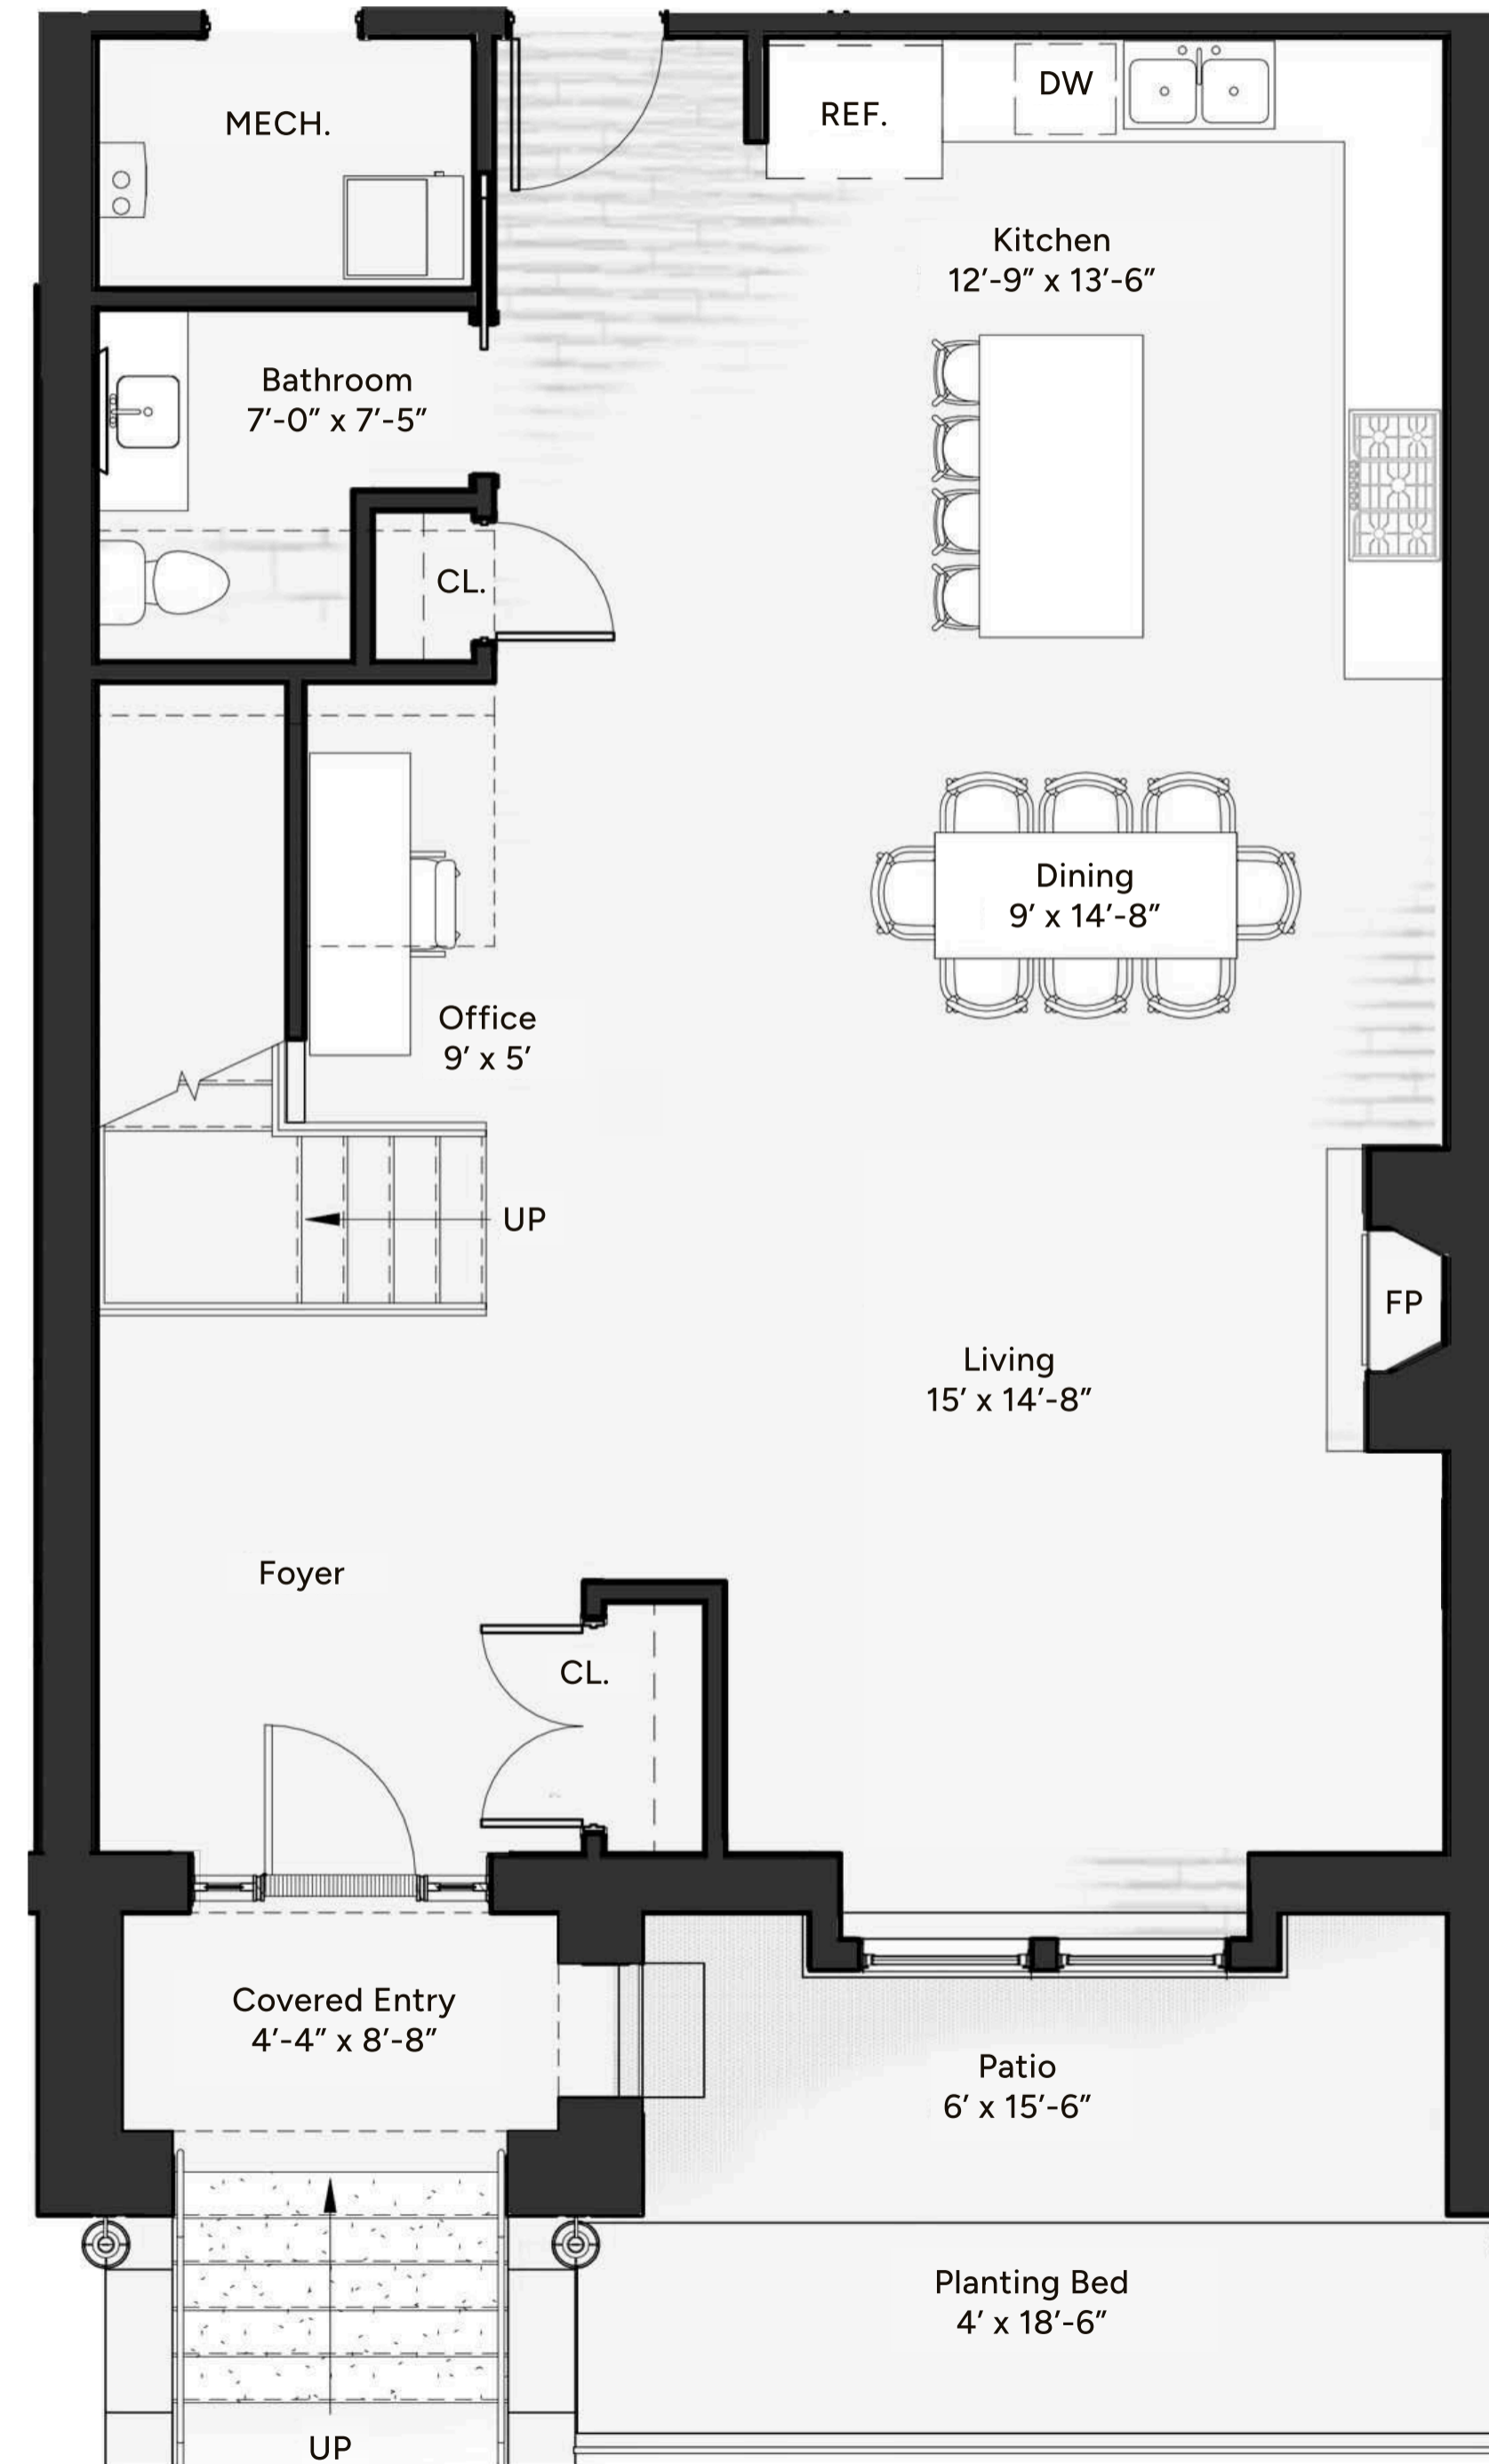 MECH.
REF.
DW
Kitchen
12’-9” x 13’-6”
Bathroom
7’-0” x 7’-5”
CL.
Dining
9’ x 14’-8”
Office
9’ x 5’
UP
FP
Living
15’ x 14’-8”
Foyer
CL.
Covered Entry
4’-4” x 8’-8”
Patio
6’ x 15’-6”
Planting Bed
4’ x 18’-6”
UP